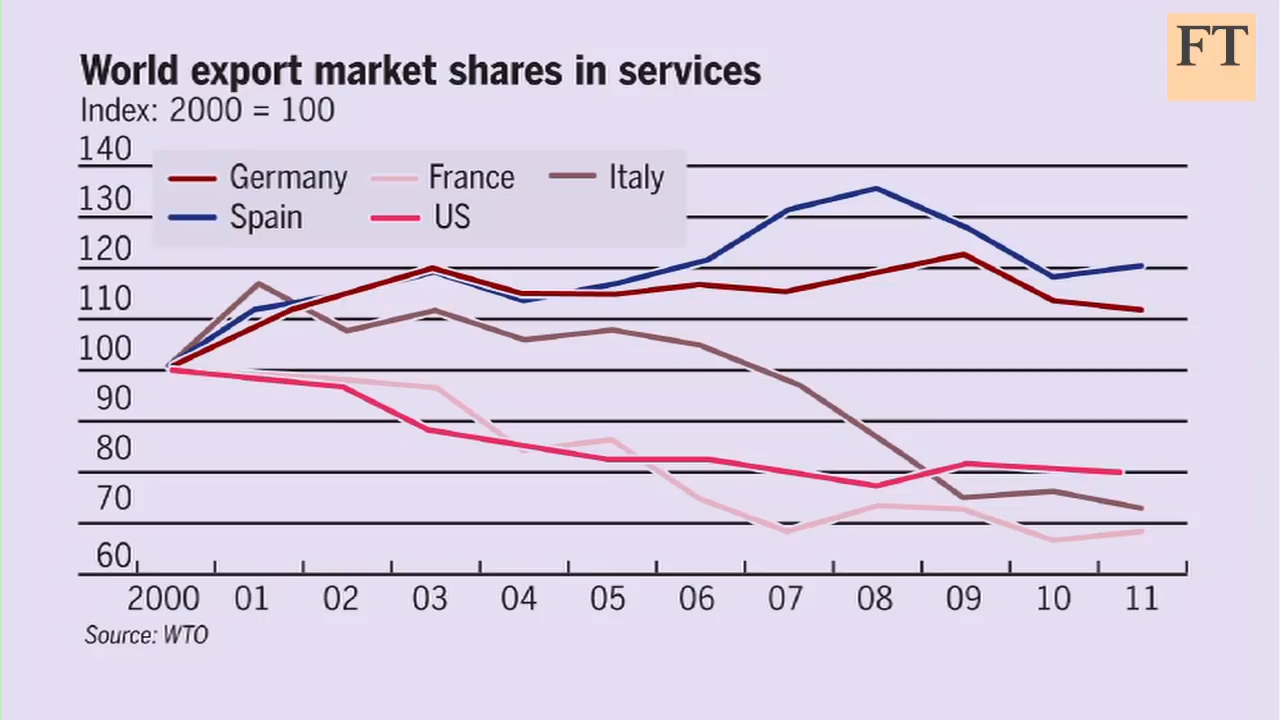 FT
World export market shares in services
Index: 2000 = 100
140
130
120
110
100
90
80
70
60
Germany France Italy
Spain US
2000 01 02 03 04 05 06 07 08 09 10 11
Source: WTO